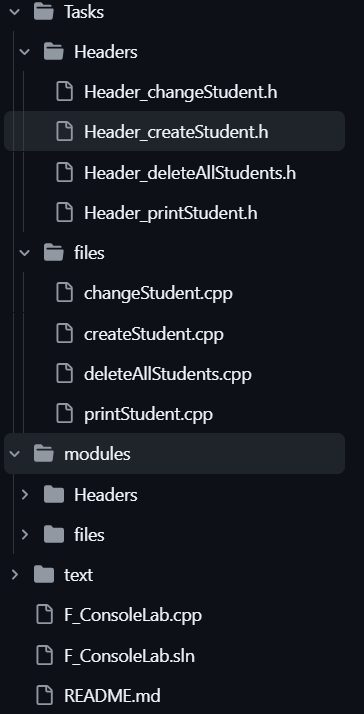 Tasks
Headers
Header_changeStudent.h
Header_createStudent.h
Header_deleteAllStudents.h
Header_printStudent.h
files
changeStudent.cpp
createStudent.cpp
deleteAllStudents.cpp
printStudent.cpp
modules
Headers
files
text
F_ConsoleLab.cpp
F_ConsoleLab.sln
README.md